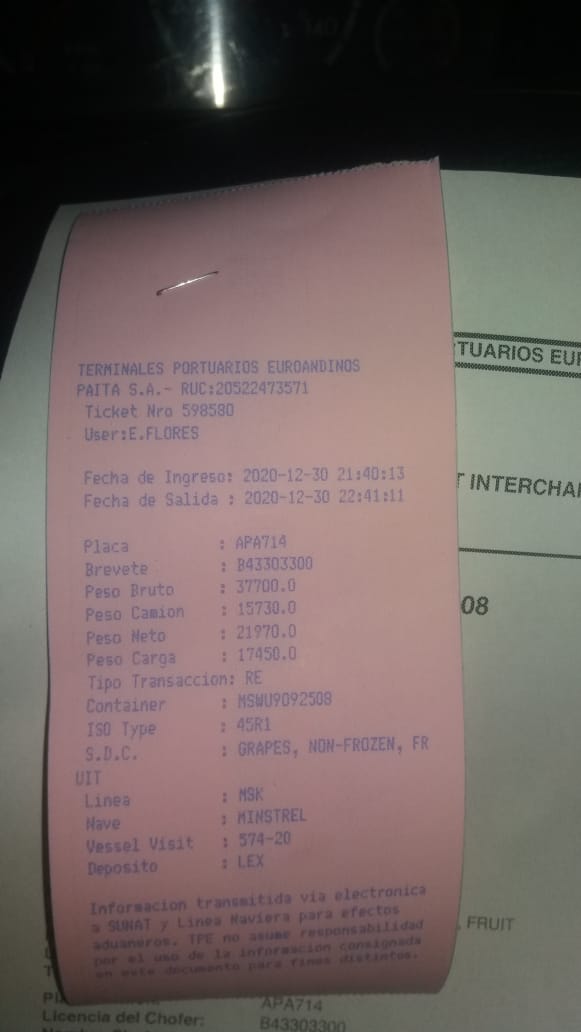 TERMINALES PORTUARIOS EUROANDINOS
PAITA S.A.- RUC:20522473571
Ticket Nro 598580
User:E.FLORES
Fecha de Ingreso: 2020-12-30 21:40:13
Fecha de Salida : 2020-12-30 22:41:11
Placa : APA714
Brevete : B43303300
Peso Bruto : 37700.0
Peso Camion : 15730.0
Peso Neto : 21970.0
Peso Carga : 17450.0
Tipo Transaccion: RE
Container : MSWU9092508
ISO Type : 45R1
S.D.C. : GRAPES, NON-FROZEN, FR
UIT
Linea : MSK
Nave : MINSTREL
Vessel Visit : 574-20
Deposito : LEX
Informacion transmitida via electronica
a SUNAT y Linea Naviera para efectos
aduaneros. TPE no asume responsabilidad
por el uso de la informacion consignada
en este documento para fines distintos.
TUARIOS EUR
T INTERCHAN
08
, FRUIT
APA714
Licencia del Chofer: B43303300